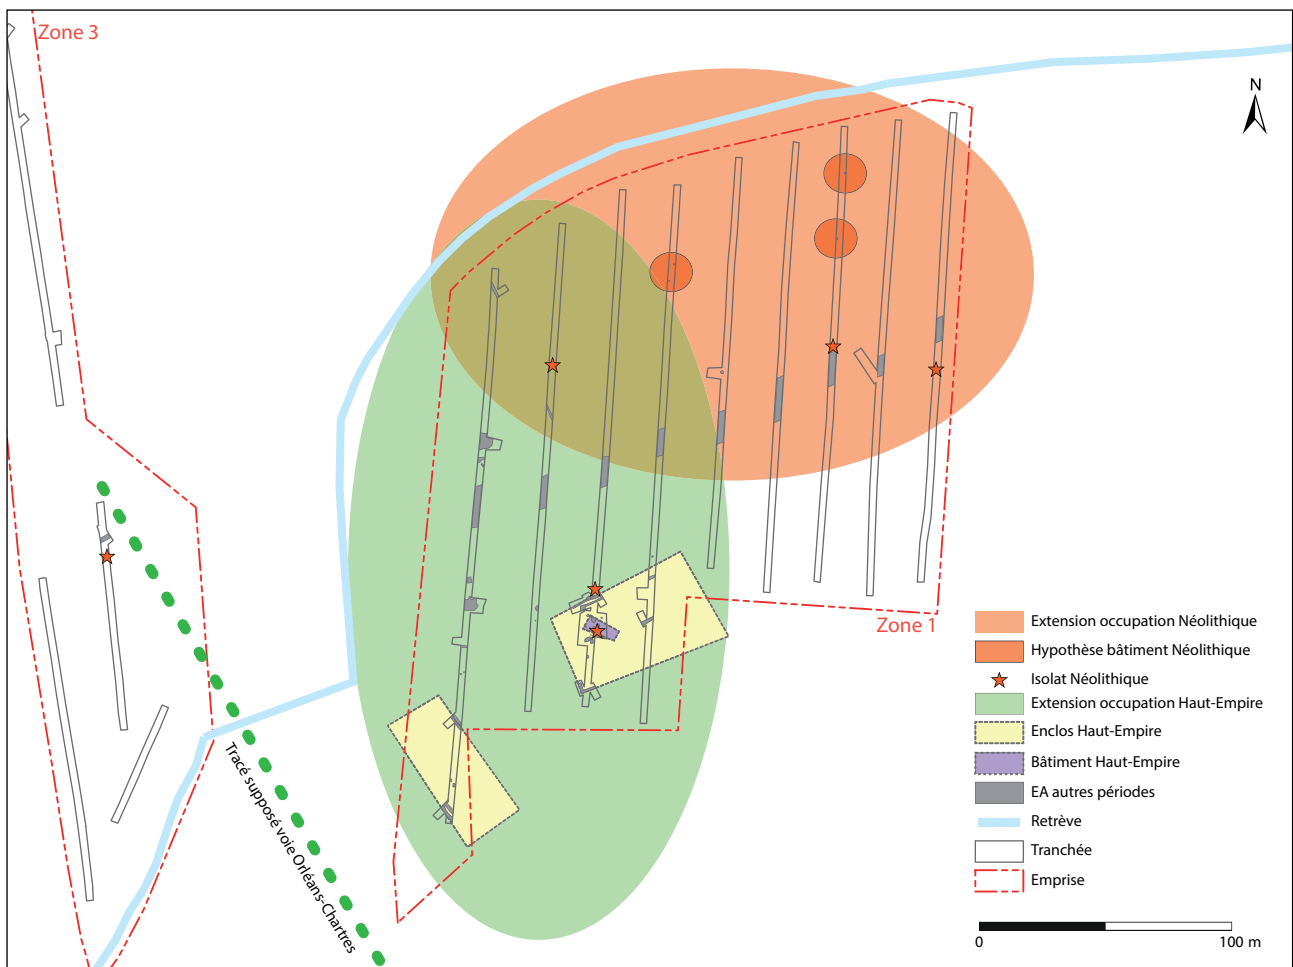 Zone 3
N
Zone 1
Tracé supposé voie Orléans-Chartres
Extension occupation Néolithique
Hypothèse bâtiment Néolithique
Isolat Néolithique
Extension occupation Haut-Empire
Enclos Haut-Empire
Bâtiment Haut-Empire
EA autres périodes
Retrève
Tranchée
Emprise
0 100 m